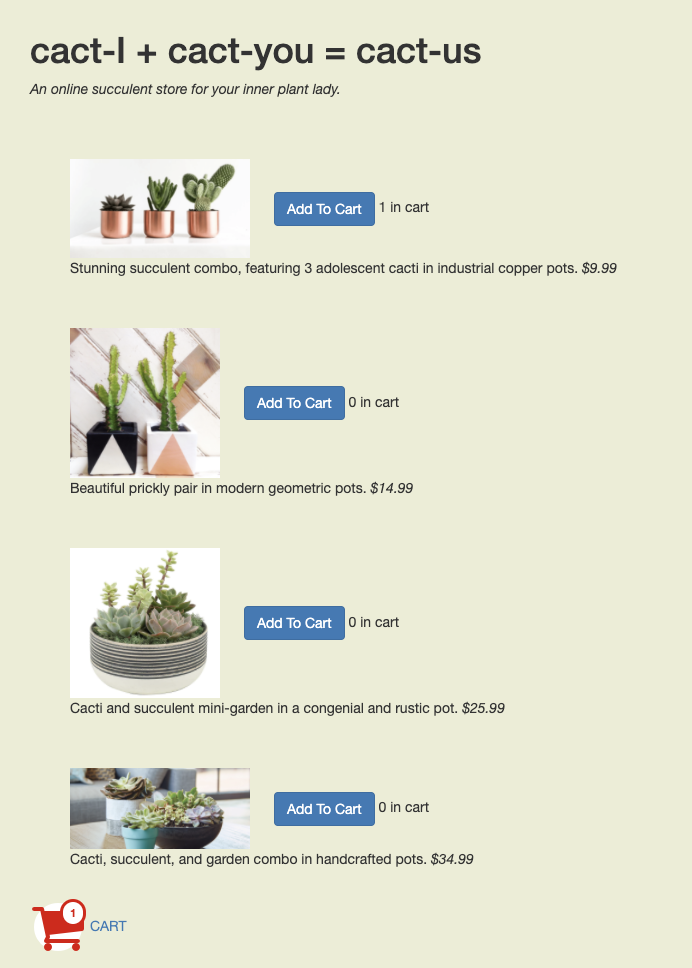 cact-I + cact-you = cact-us
An online succulent store for your inner plant lady.
Add To Cart 1 in cart
Stunning succulent combo, featuring 3 adolescent cacti in industrial copper pots. $9.99
Add To Cart 0 in cart
Beautiful prickly pair in modern geometric pots. $14.99
Add To Cart 0 in cart
Cacti and succulent mini-garden in a congenial and rustic pot. $25.99
Add To Cart 0 in cart
Cacti, succulent, and garden combo in handcrafted pots. $34.99
1
CART